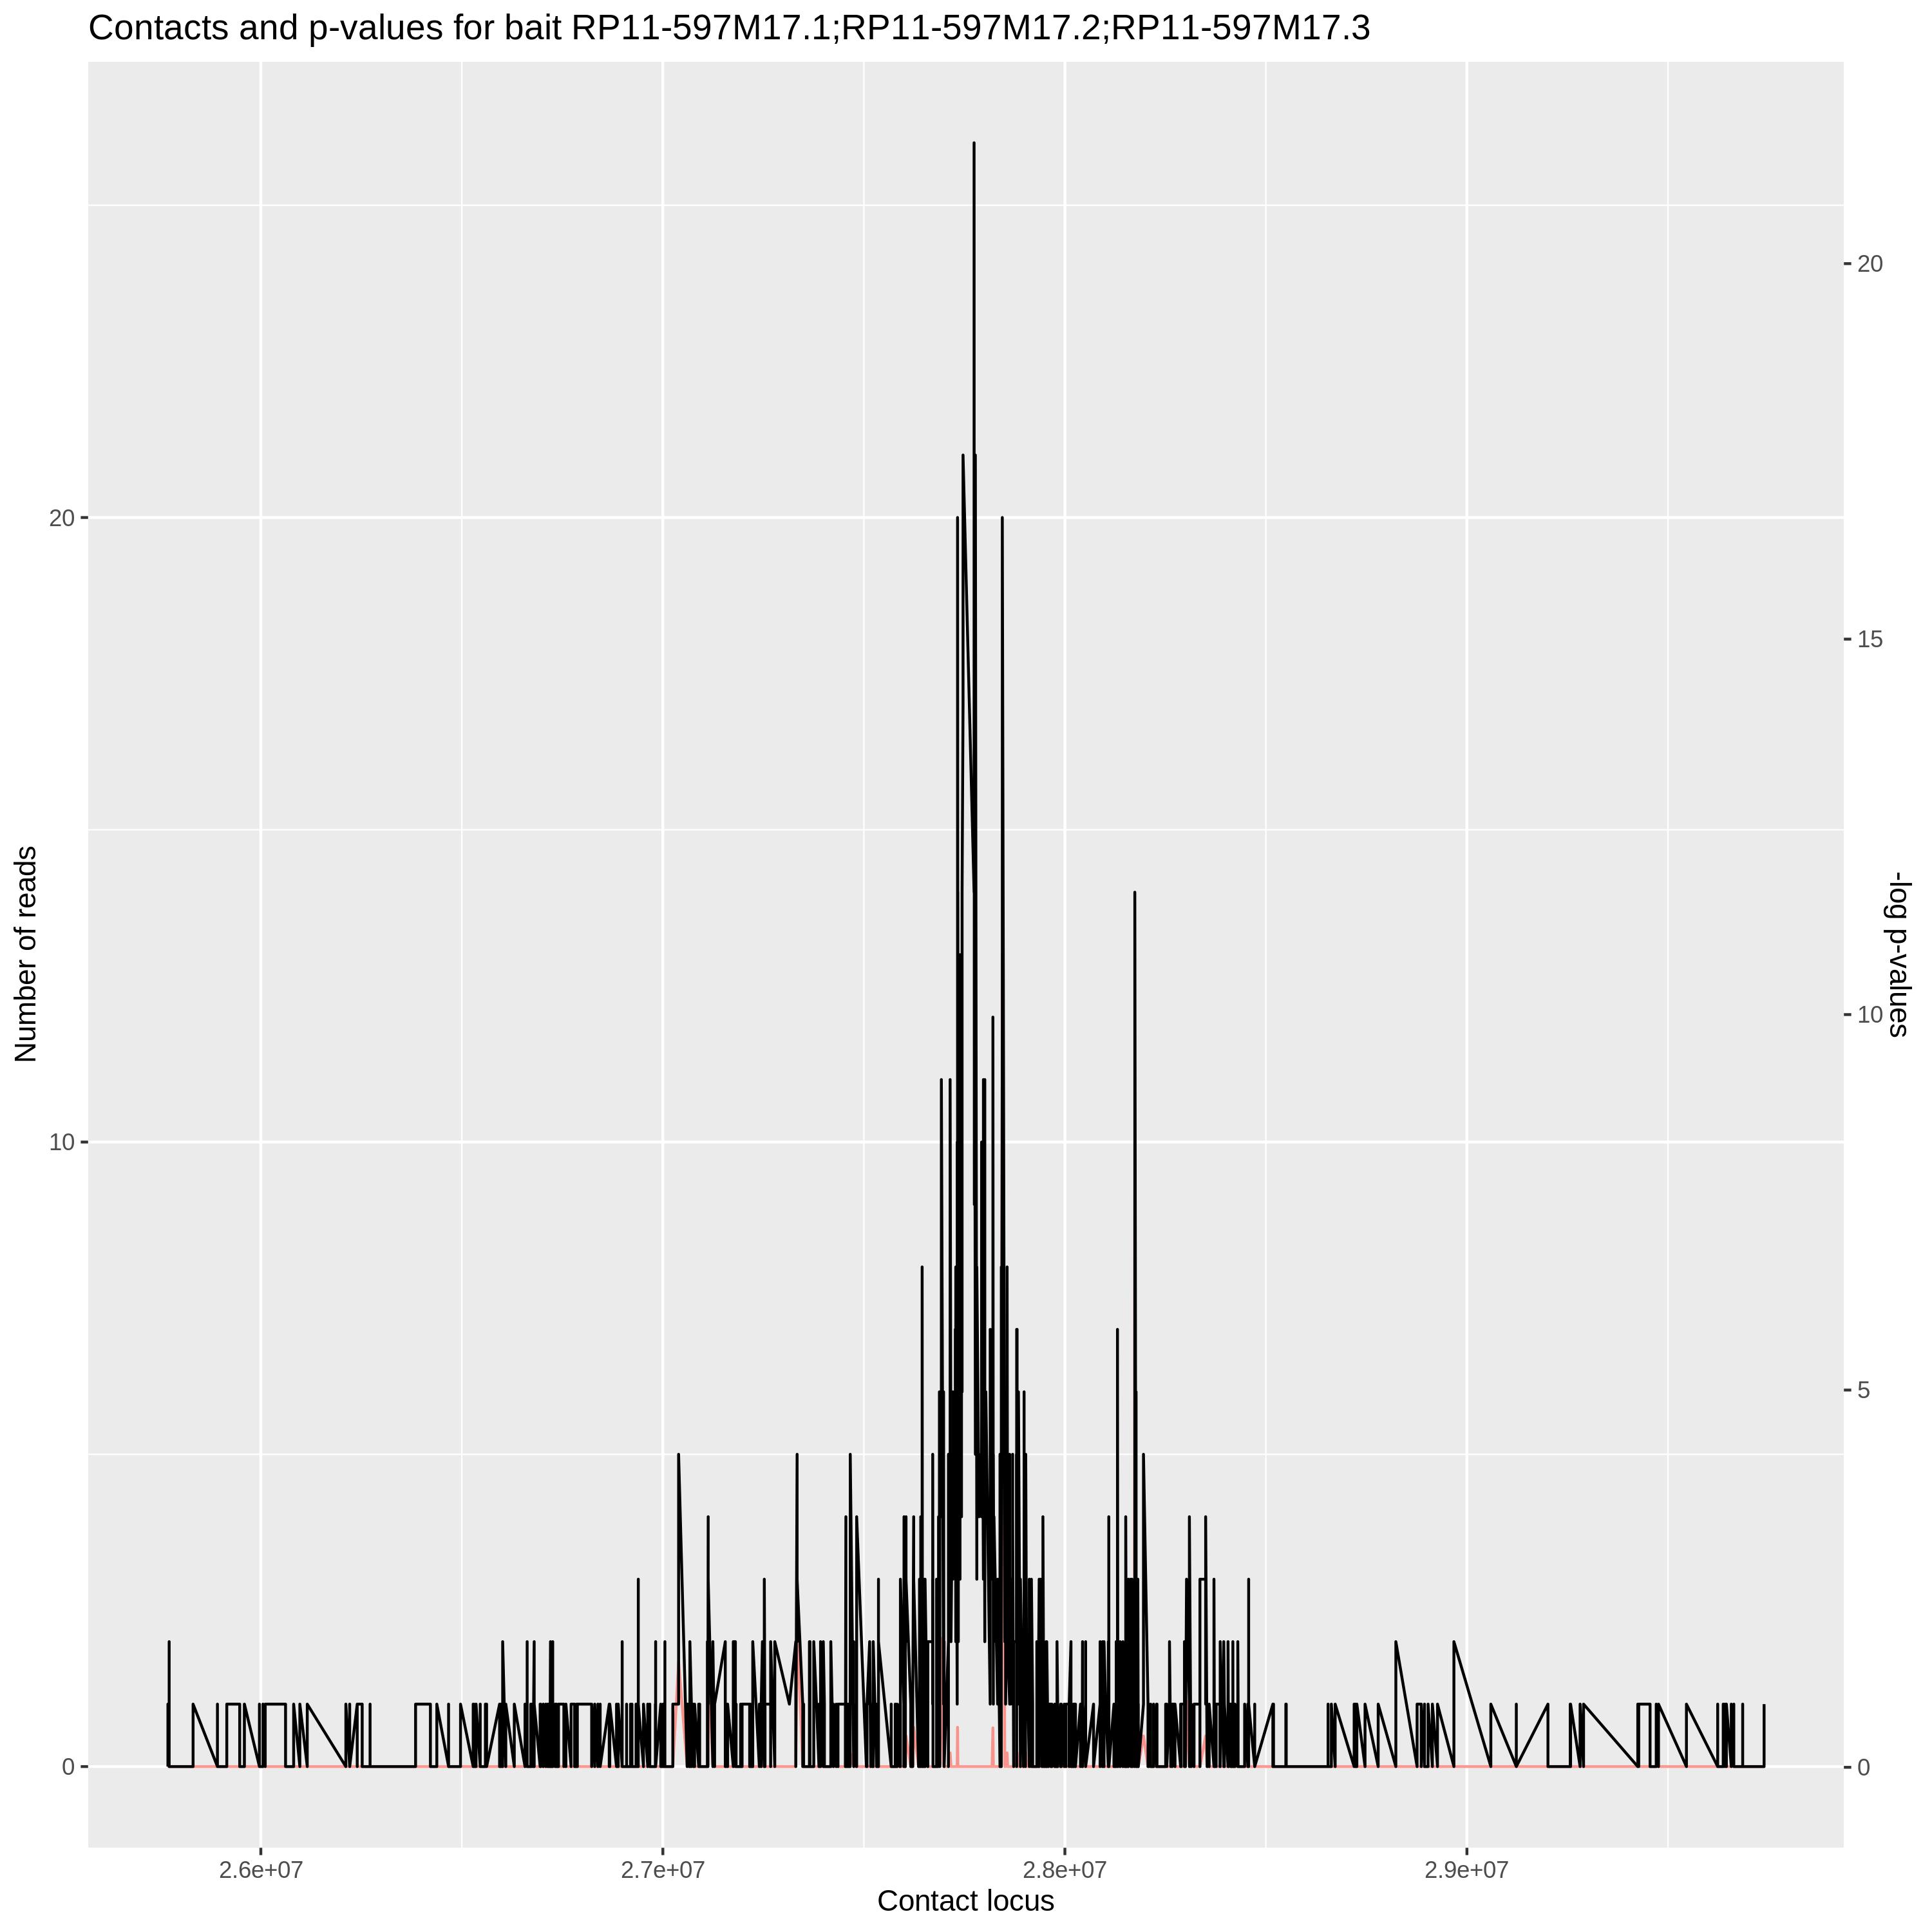 Contacts and p-values for bait RP11-597M17.1;RP11-597M17.2;RP11-597M17.3
Number of reads
20
10
0
20
15
10
5
0
-log p-values
2.6e+07 2.7e+07 2.8e+07 2.9e+07
Contact locus